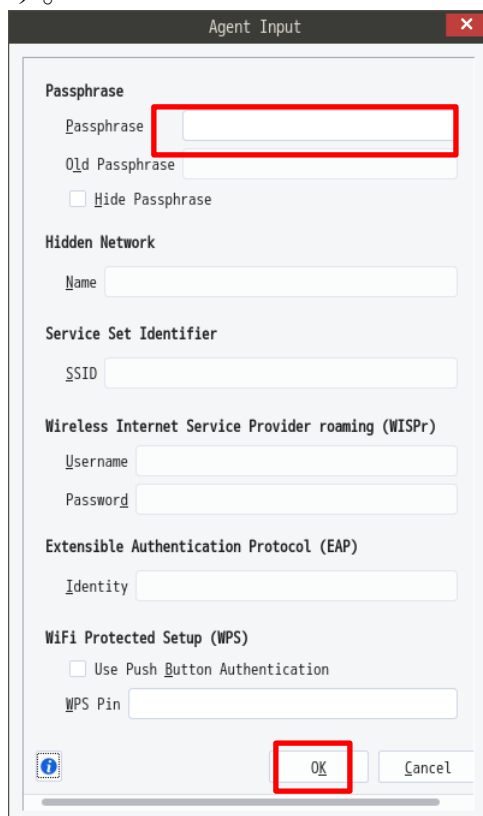 す。
Agent Input
Passphrase
Passphrase
Old Passphrase
Hide Passphrase
Hidden Network
Name
Service Set Identifier
SSID
Wireless Internet Service Provider roaming (WISPr)
Username
Password
Extensible Authentication Protocol (EAP)
Identity
WiFi Protected Setup (WPS)
Use Push Button Authentication
WPS Pin
OK Cancel